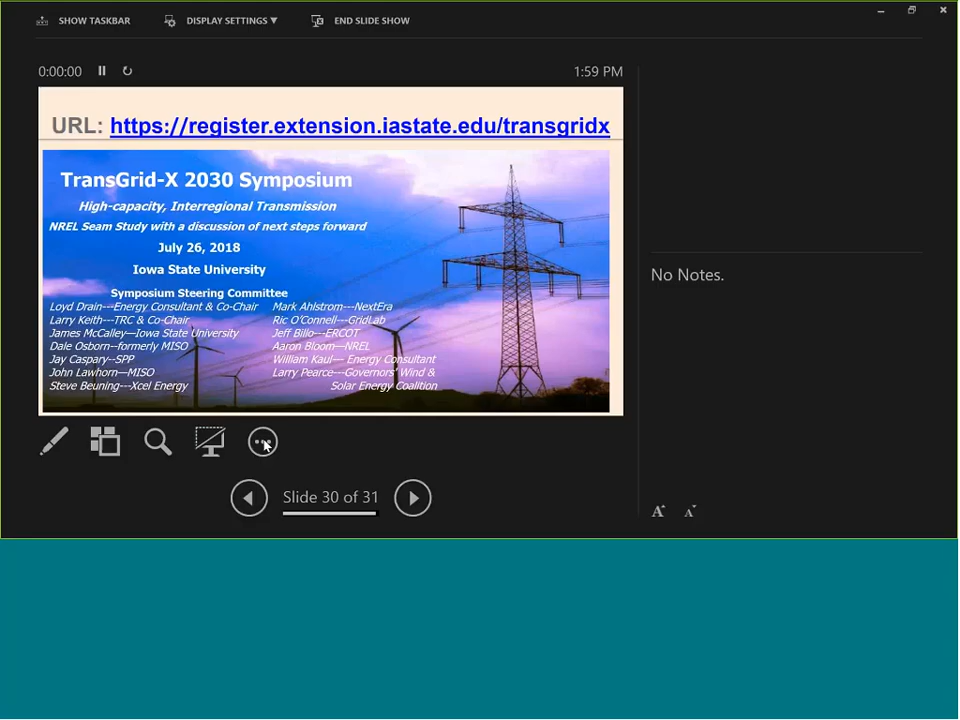 SHOW TASKBAR
DISPLAY SETTINGS ▼
END SLIDE SHOW
0:00:00
1:59 PM
URL: https://register.extension.iastate.edu/transgridx
TransGrid-X 2030 Symposium
High-capacity, Interregional Transmission
NREL Seam Study with a discussion of next steps forward
July 26, 2018
Iowa State University
Symposium Steering Committee
Loyd Drain---Energy Consultant & Co-Chair
Larry Keith---TRC & Co-Chair
James McCalley—Iowa State University
Dale Osborn--formerly MISO
Jay Caspary--SPP
John Lawhorn—MISO
Steve Beuning---Xcel Energy
Mark Ahlstrom---NextEra
Ric O'Connell---GridLab
Jeff Billo---ERCOT
Aaron Bloom—NREL
William Kaul— Energy Consultant
Larry Pearce---Governors' Wind &
Solar Energy Coalition
No Notes.
Slide 30 of 31
A A